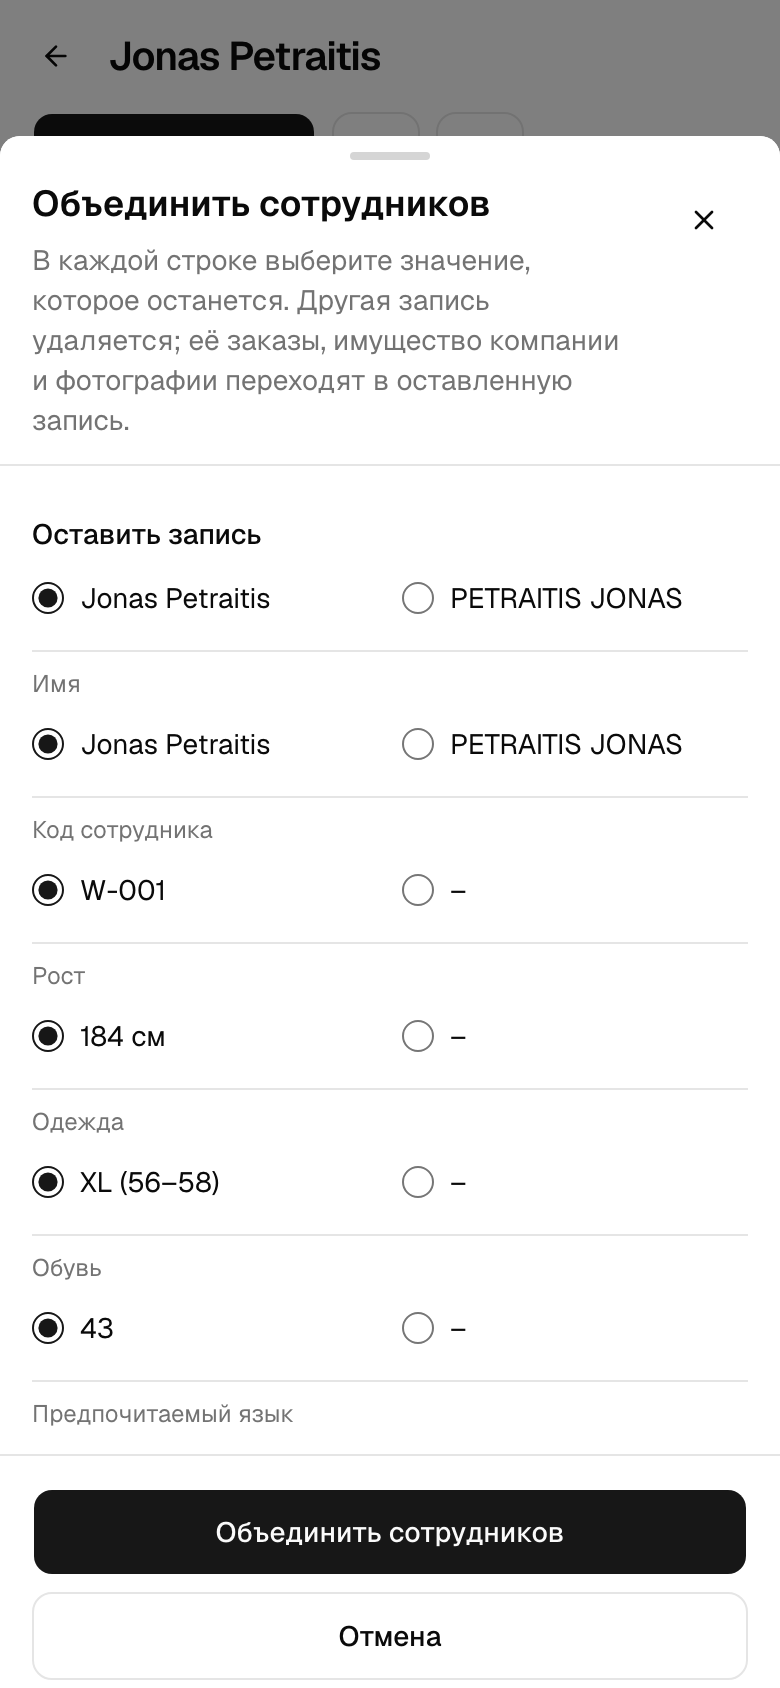 Jonas Petraitis
Объединить сотрудников
В каждой строке выберите значение,
которое останется. Другая запись
удаляется; её заказы, имущество компании
и фотографии переходят в оставленную
запись.
Оставить запись
Jonas Petraitis PETRAITIS JONAS
Имя
Jonas Petraitis PETRAITIS JONAS
Код сотрудника
W-001 –
Рост
184 см –
Одежда
XL (56–58) –
Обувь
43 –
Предпочитаемый язык
Объединить сотрудников
Отмена